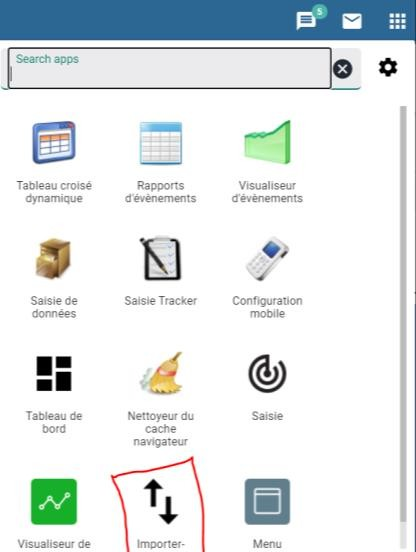 5
Search apps
Tableau croisé
dynamique
Rapports
d'évènements
Visualiseur
d'évènements
Saisie de
données
Saisie Tracker
Configuration
mobile
Tableau de
bord
Nettoyeur du
cache
navigateur
Saisie
Visualiseur de
Importer-
Menu